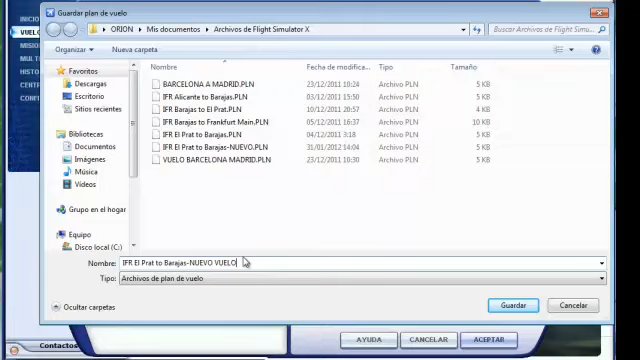 Guardar plan de vuelo
INICIO
VUELO
MISION
MULTI
HISTO
CENTR
CONFI
ORION
Mis documentos
Archivos de Flight Simulator X
Buscar Archivos de Flight Simula...
Organizar
Nueva carpeta
Favoritos
Descargas
Escritorio
Sitios recientes
Bibliotecas
Documentos
Imágenes
Música
Vídeos
Grupo en el hogar
Equipo
Disco local (C:)
Nombre Fecha de modifica... Tipo Tamaño
BARCELONA A MADRID.PLN 23/12/2011 10:24 Archivo PLN 5 KB
IFR Alicante to Barajas.PLN 03/12/2011 15:50 Archivo PLN 5 KB
IFR Barajas to El Prat.PLN 10/12/2011 20:57 Archivo PLN 4 KB
IFR Barajas to Frankfurt Main.PLN 05/12/2011 16:37 Archivo PLN 10 KB
IFR El Prat to Barajas.PLN 04/12/2011 3:18 Archivo PLN 5 KB
IFR El Prat to Barajas-NUEVO.PLN 31/01/2012 14:04 Archivo PLN 5 KB
VUELO BARCELONA MADRID.PLN 23/12/2011 10:30 Archivo PLN 5 KB
Nombre: IFR El Prat to Barajas-NUEVO VUELO
Tipo: Archivos de plan de vuelo
Ocultar carpetas
Guardar
Cancelar
Contactos
AYUDA
CANCELAR
ACEPTAR